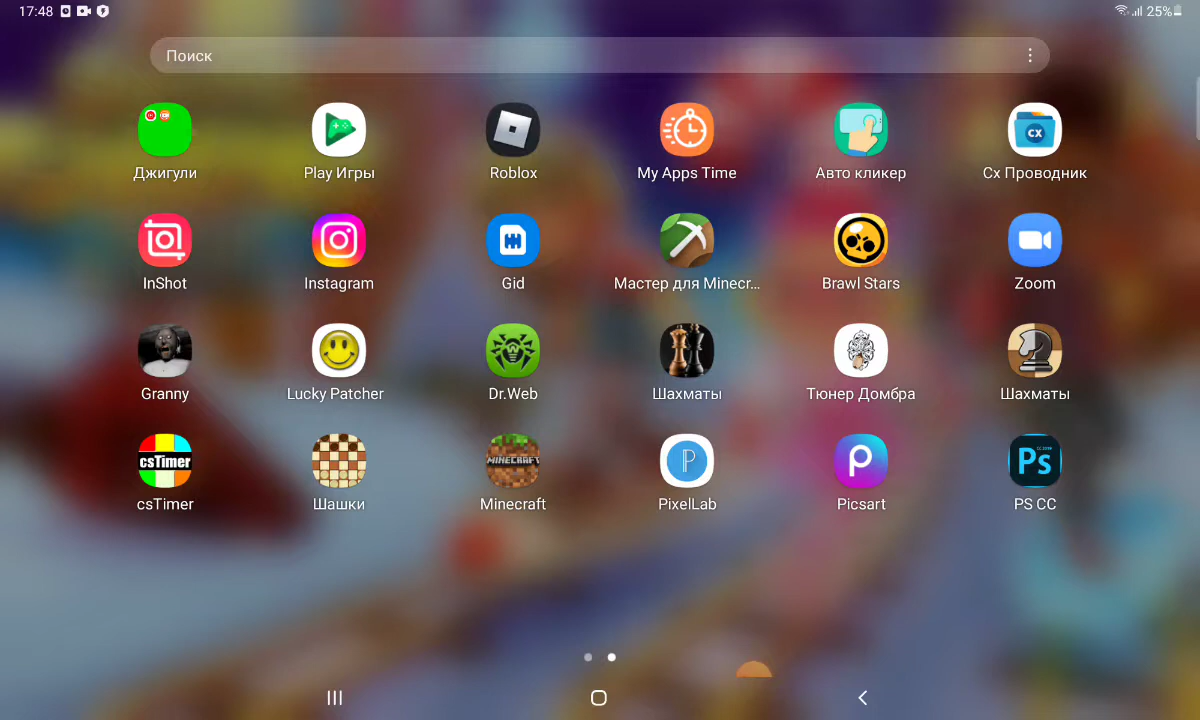 17:48
25%
Поиск
Джигули
Play Игры
Roblox
My Apps Time
Авто кликер
Cx Проводник
CX
InShot
Instagram
Gid
Мастер для Minecr...
Brawl Stars
Zoom
Granny
Lucky Patcher
Dr.Web
Шахматы
Тюнер Домбра
Шахматы
csTimer
MINECRAFT
P
P
Ps
csTimer
Шашки
Minecraft
PixelLab
Picsart
PS CC